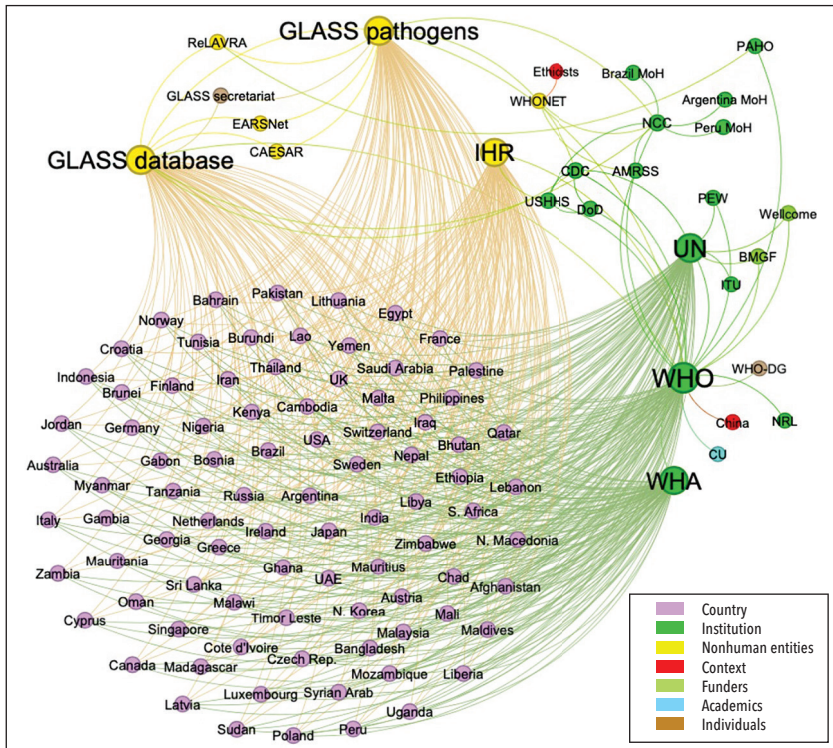 GLASS pathogens
ReLAVRA
PAHO
Ethiosts
Brazil MoH
GLASS secretariat
WHONET
Argentina MoH
EARSNet
NCC
Peru MoH
GLASS database
CAESAR
IHR
CDC
AMRSS
USHHS
DoD
PEW
Wellcome
UN
BMGF
ITU
Bahrain
Pakistan
Lithuania
Egypt
Norway
Tunisia
Burundi
Lao
Yemen
France
Croatia
Saudi Arabia
Palestine
WHO
WHO-DG
Indonesia
Brunei
Finland
Iran
Thailand
UK
Malta
Philippines
Jordan
Germany
Nigeria
Kenya
Cambodia
USA
Switzerland
Iraq
Nepal
Bhutan
Qatar
China
NRL
CU
Australia
Gabon
Bosnia
Brazil
Sweden
Ethiopia
Lebanon
WHA
Myanmar
Tanzania
Russia
Argentina
Libya
S. Africa
Italy
Gambia
Netherlands
Georgia
Greece
Ireland
Japan
India
Zimbabwe
N. Macedonia
Zambia
Mauritania
Sri Lanka
Ghana
UAE
Mauritius
Chad
Afghanistan
Oman
Malawi
Timor Leste
N. Korea
Austria
Mali
Cyprus
Singapore
Cote d'Ivoire
Czech Rep.
Bangladesh
Malaysia
Maldives
Canada
Madagascar
Luxembourg
Syrian Arab
Mozambique
Liberia
Latvia
Sudan
Poland
Peru
Uganda
Country
Institution
Nonhuman entities
Context
Funders
Academics
Individuals